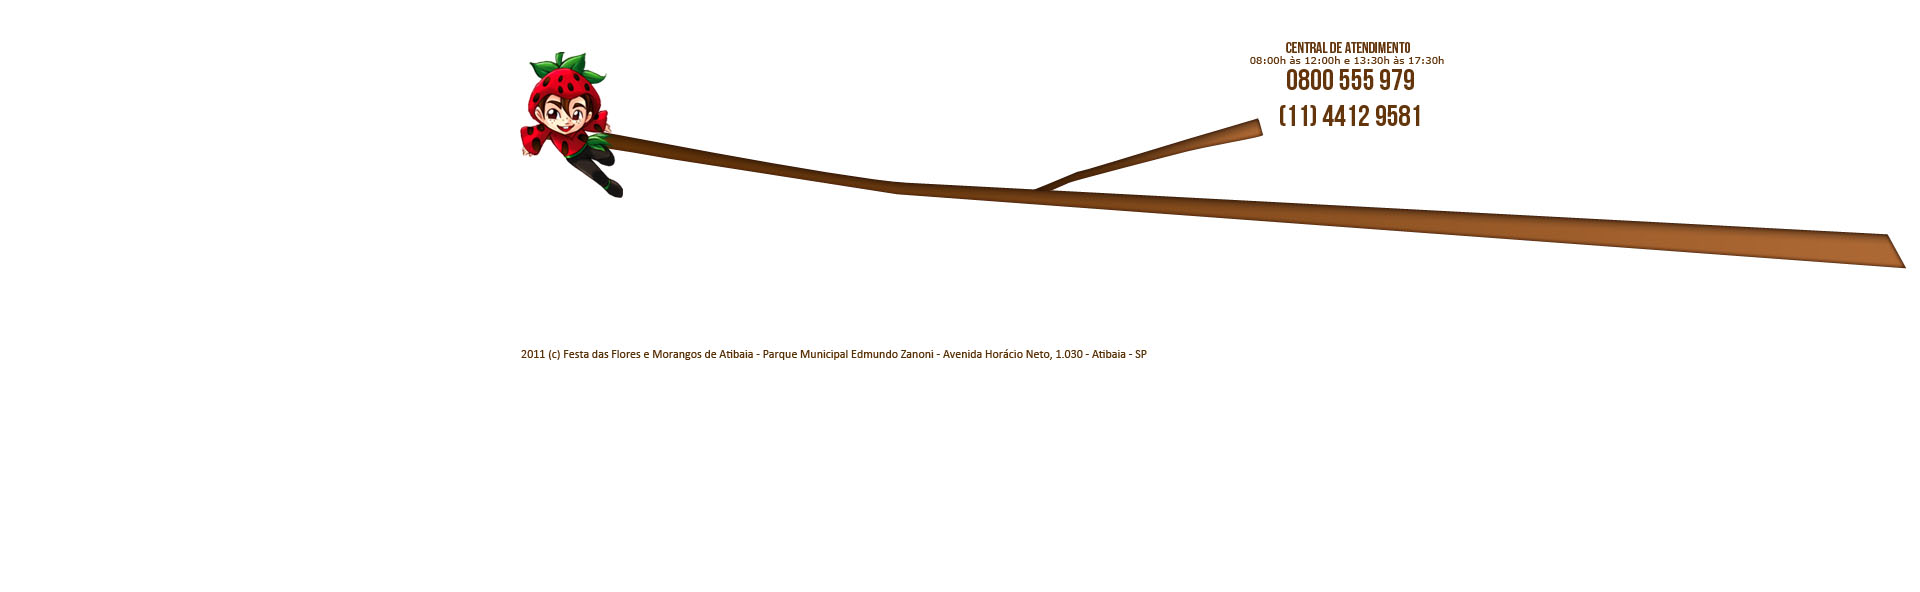 CENTRAL DE ATENDIMENTO
08:00h às 12:00h e 13:30h às 17:30h
0800 555 979
(11) 4412 9581
2011 (c) Festa das Flores e Morangos de Atibaia - Parque Municipal Edmundo Zanoni - Avenida Horácio Neto, 1.030 - Atibaia - SP